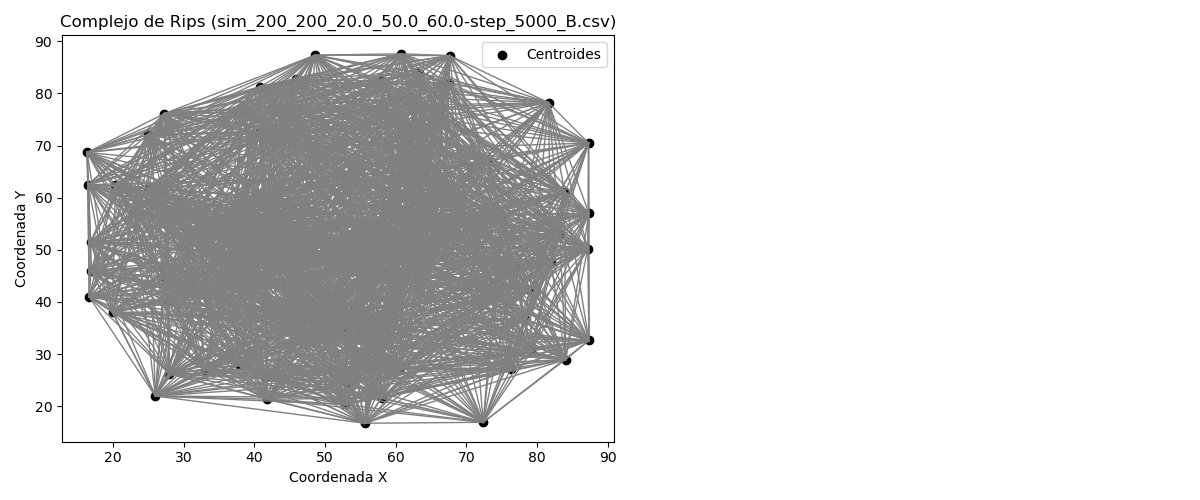 Complejo de Rips (sim_200_200_20.0_50.0_60.0-step_5000_B.csv)
Centroides
90
80
70
60
50
40
30
20
Coordenada Y
20 30 40 50 60 70 80 90
Coordenada X